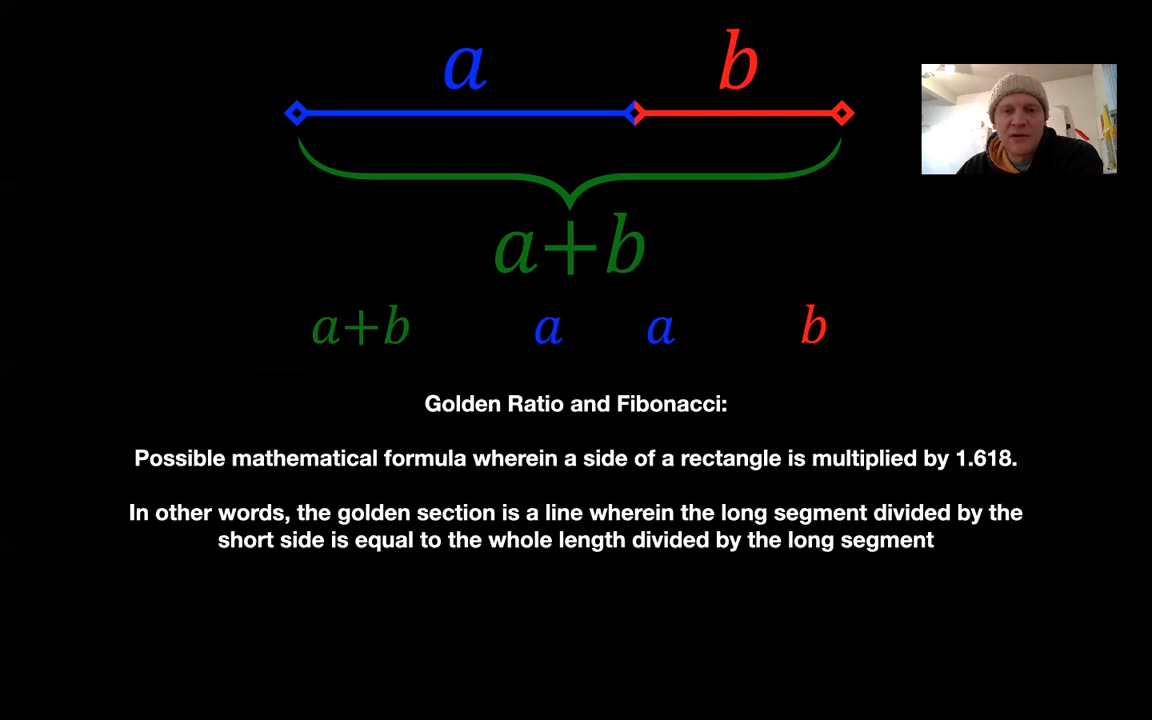 a b
a+b
a+b a a b
Golden Ratio and Fibonacci:
Possible mathematical formula wherein a side of a rectangle is multiplied by 1.618.
In other words, the golden section is a line wherein the long segment divided by the
short side is equal to the whole length divided by the long segment